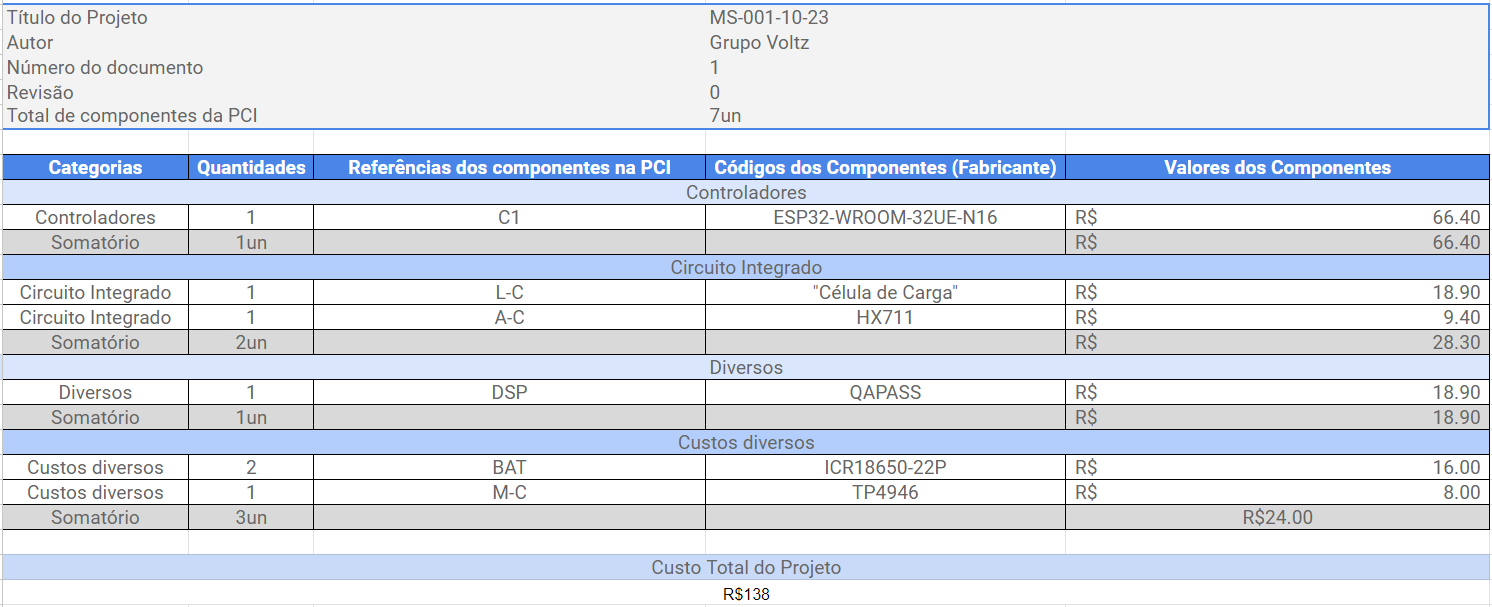 Título do Projeto MS-001-10-23
Autor Grupo Voltz
Número do documento 1
Revisão 0
Total de componentes da PCI 7un
Categorias Quantidades Referências dos componentes na PCI Códigos dos Componentes (Fabricante) Valores dos Componentes
Controladores
Controladores 1 C1 ESP32-WROOM-32UE-N16 R$ 66.40
Somatório 1un R$ 66.40
Circuito Integrado
Circuito Integrado 1 L-C "Célula de Carga" R$ 18.90
Circuito Integrado 1 A-C HX711 R$ 9.40
Somatório 2un R$ 28.30
Diversos
Diversos 1 DSP QAPASS R$ 18.90
Somatório 1un R$ 18.90
Custos diversos
Custos diversos 2 BAT ICR18650-22P R$ 16.00
Custos diversos 1 M-C TP4946 R$ 8.00
Somatório 3un R$24.00
Custo Total do Projeto
R$138